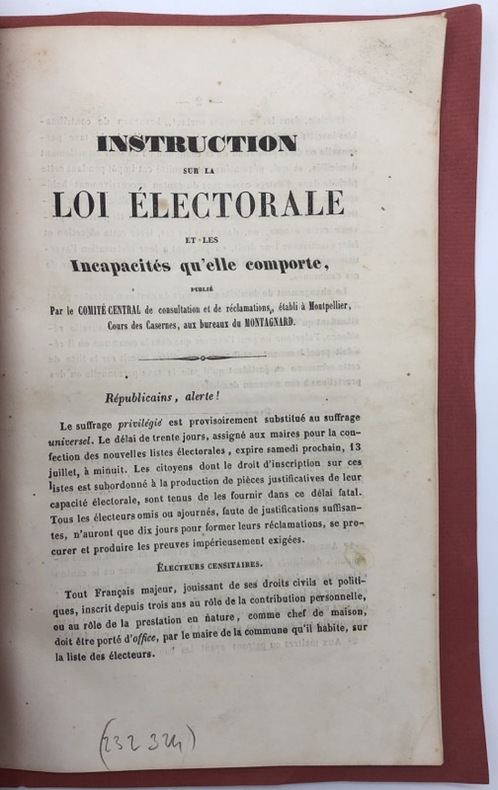 INSTRUCTION
SUR LA
LOI ÉLECTORALE
ET LES
Incapacités qu'elle comporte,
PUBLIÉ
Par le COMITÉ CENTRAL de consultation et de réclamations, établi à Montpellier,
Cours des Casernes, aux bureaux du MONTAGNARD.
Républicains, alerte !
Le suffrage privilégié est provisoirement substitué au suffrage
universel. Le délai de trente jours, assigné aux maires pour la con-
fection des nouvelles listes électorales, expire samedi prochain, 13
juillet, à minuit. Les citoyens dont le droit d'inscription sur ces
listes est subordonné à la production de pièces justificatives de leur
capacité électorale, sont tenus de les fournir dans ce délai fatal.
Tous les électeurs omis ou ajournés, faute de justifications suffisan-
tes, n'auront que dix jours pour former leurs réclamations, se pro-
curer et produire les preuves impérieusement exigées.
ÉLECTEURS CENSITAIRES.
Tout Français majeur, jouissant de ses droits civils et politi-
ques, inscrit depuis trois ans au rôle de la contribution personnelle,
ou au rôle de la prestation en nature, comme chef de maison,
doit être porté d'office, par le maire de la commune qu'il habite, sur
la liste des électeurs.
(232 324)